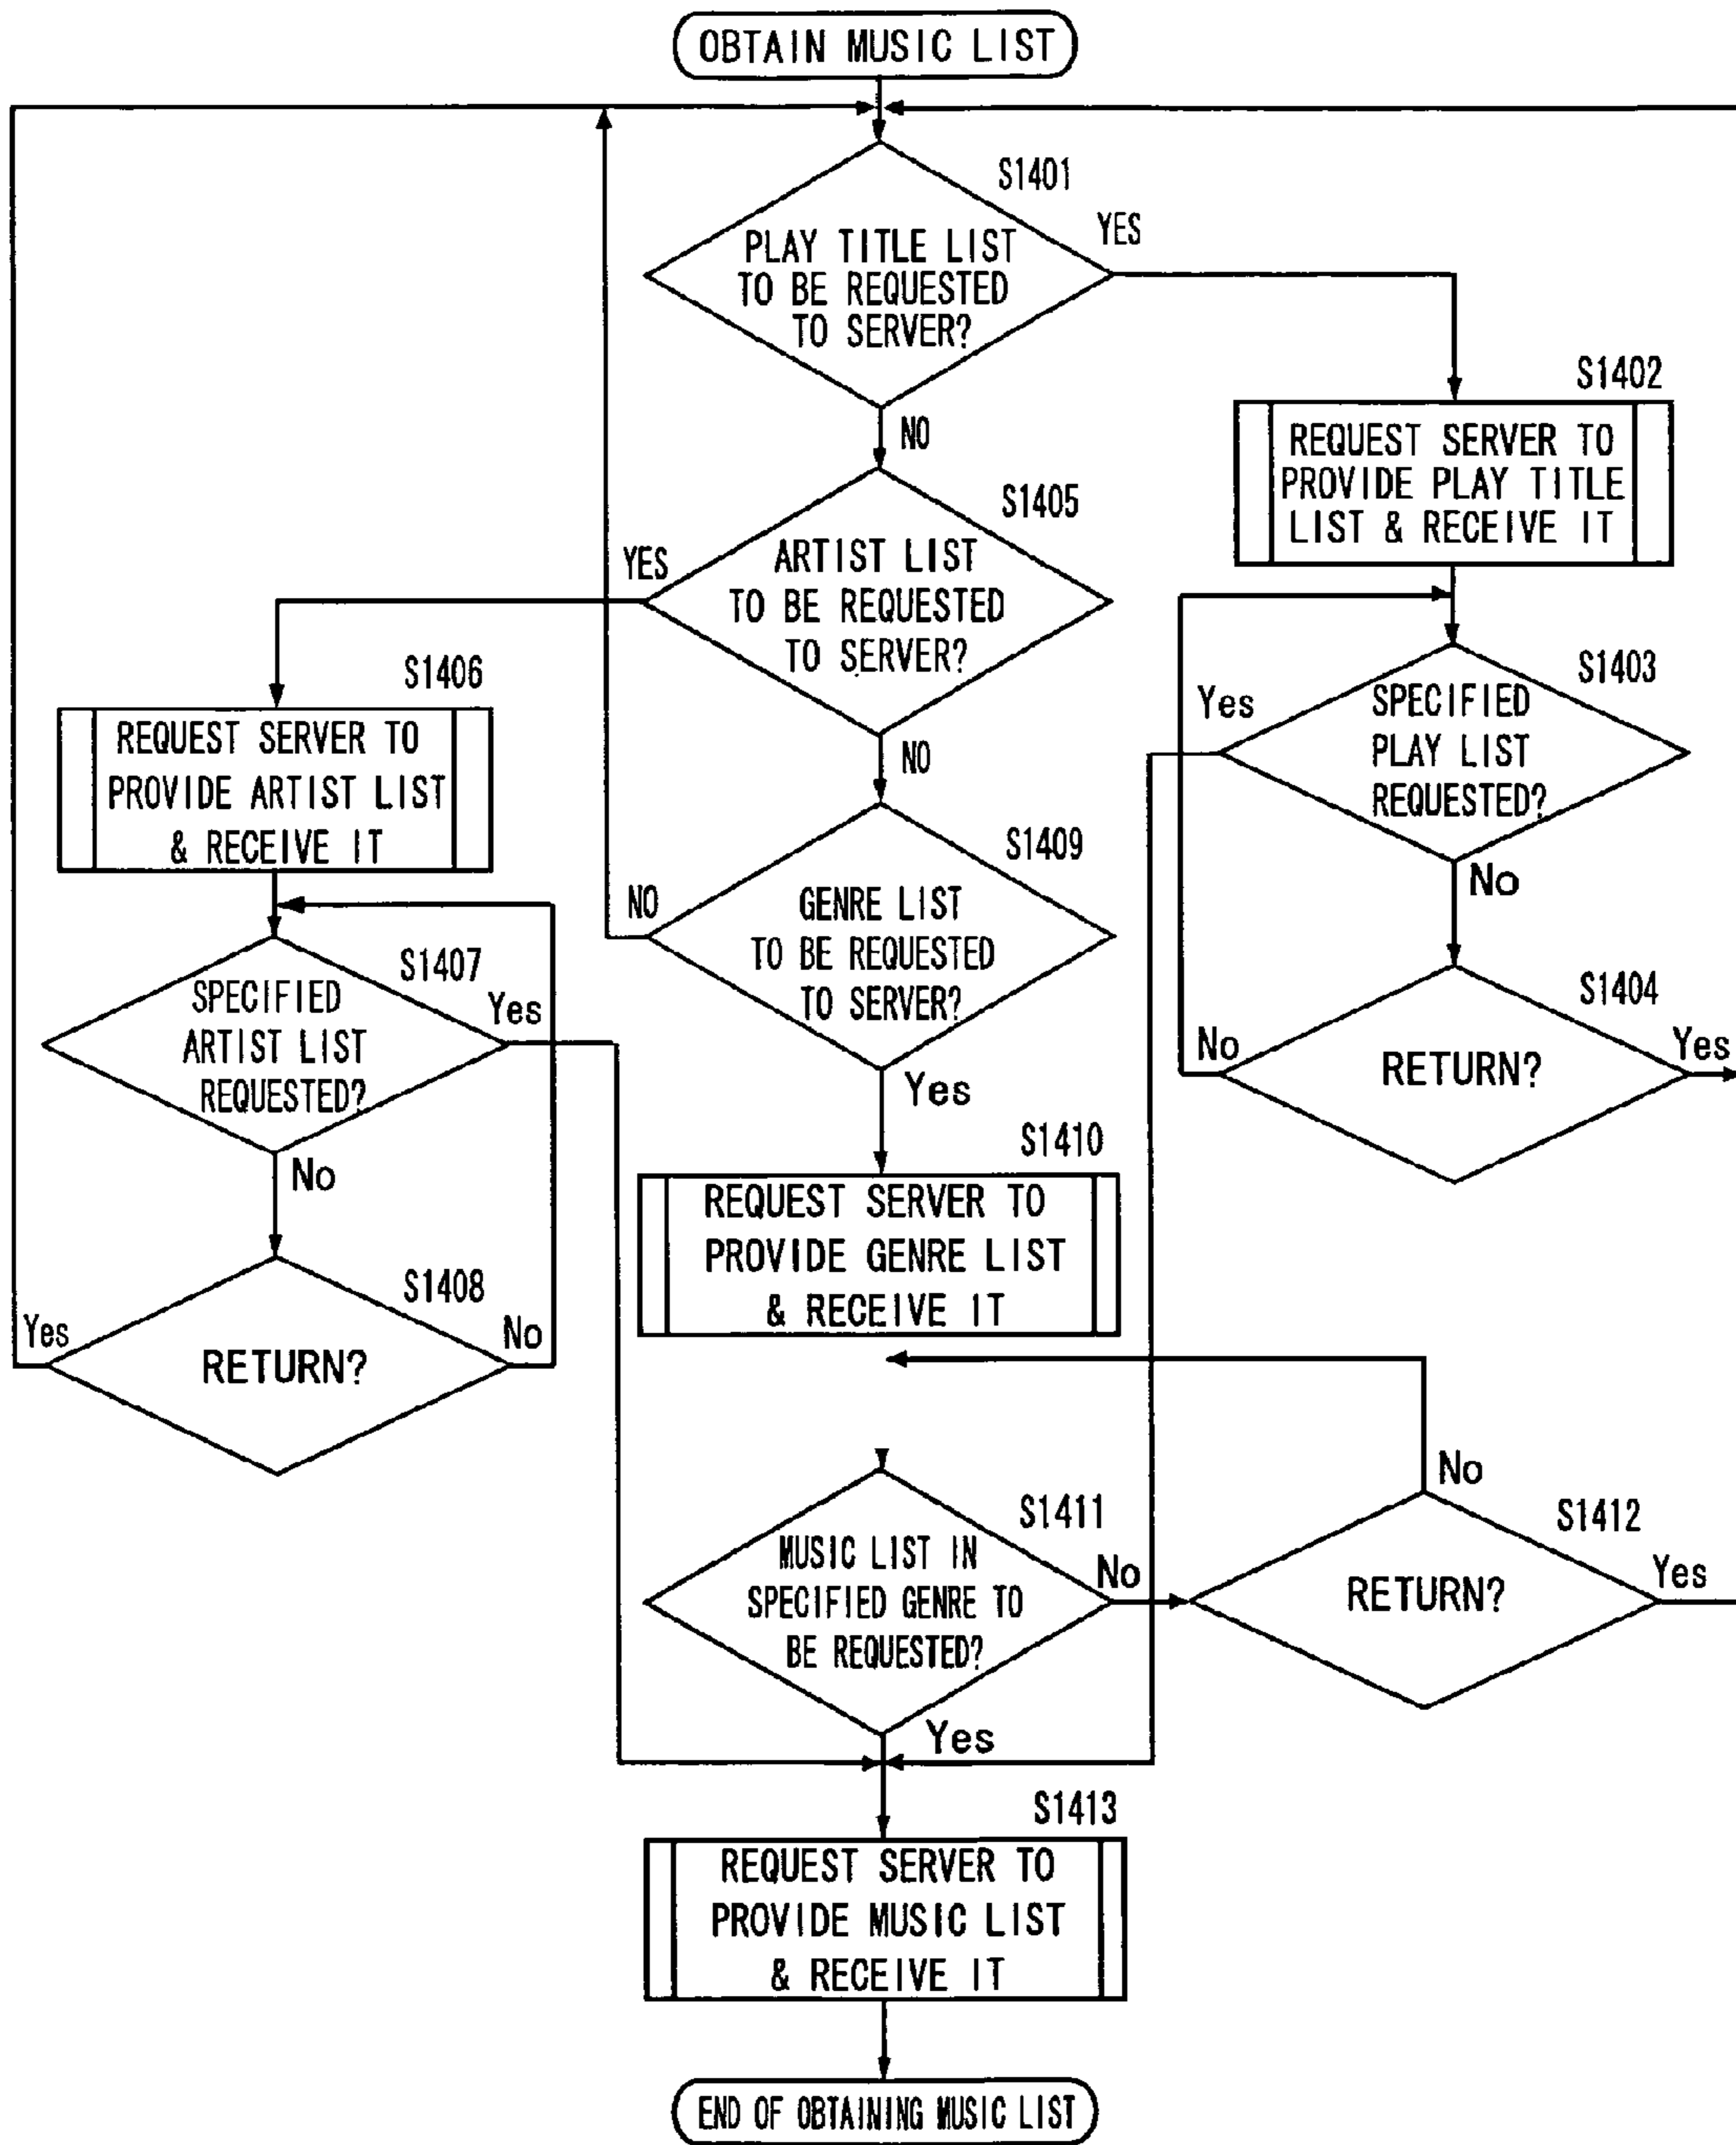 OBTAIN MUSIC LIST
S1401
PLAY TITLE LIST
TO BE REQUESTED
TO SERVER?
YES
NO
S1402
REQUEST SERVER TO
PROVIDE PLAY TITLE
LIST & RECEIVE IT
S1403
SPECIFIED
PLAY LIST
REQUESTED?
Yes
No
S1404
RETURN?
No
Yes
S1405
ARTIST LIST
TO BE REQUESTED
TO SERVER?
YES
NO
S1406
REQUEST SERVER TO
PROVIDE ARTIST LIST
& RECEIVE IT
S1407
SPECIFIED
ARTIST LIST
REQUESTED?
Yes
No
S1408
RETURN?
Yes
No
S1409
GENRE LIST
TO BE REQUESTED
TO SERVER?
NO
Yes
S1410
REQUEST SERVER TO
PROVIDE GENRE LIST
& RECEIVE IT
S1411
MUSIC LIST IN
SPECIFIED GENRE TO
BE REQUESTED?
No
Yes
S1412
RETURN?
No
Yes
S1413
REQUEST SERVER TO
PROVIDE MUSIC LIST
& RECEIVE IT
END OF OBTAINING MUSIC LIST